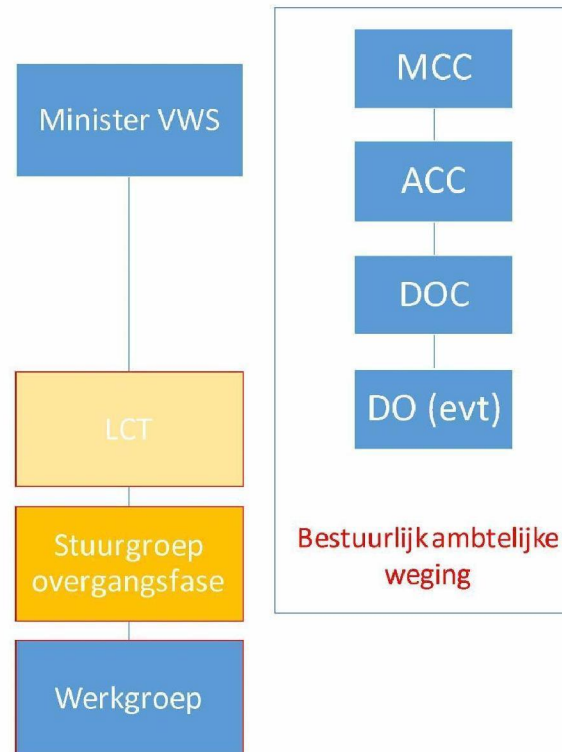 Minister VWS
LCT
Stuurgroep
overgangsfase
Werkgroep
MCC
ACC
DOC
DO (evt)
Bestuurlijk ambtelijke
weging